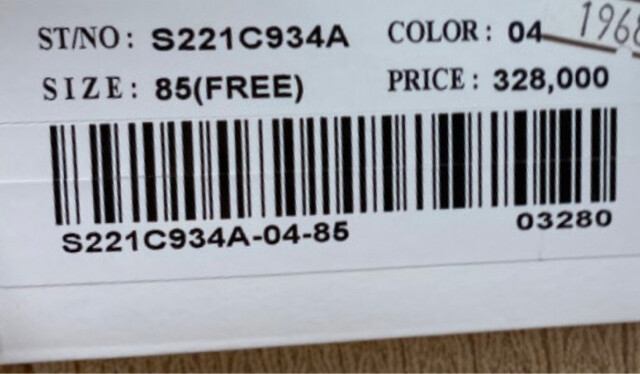 ST/NO : S221C934A COLOR : 04
SIZE : 85(FREE) PRICE : 328,000
S221C934A-04-85 03280